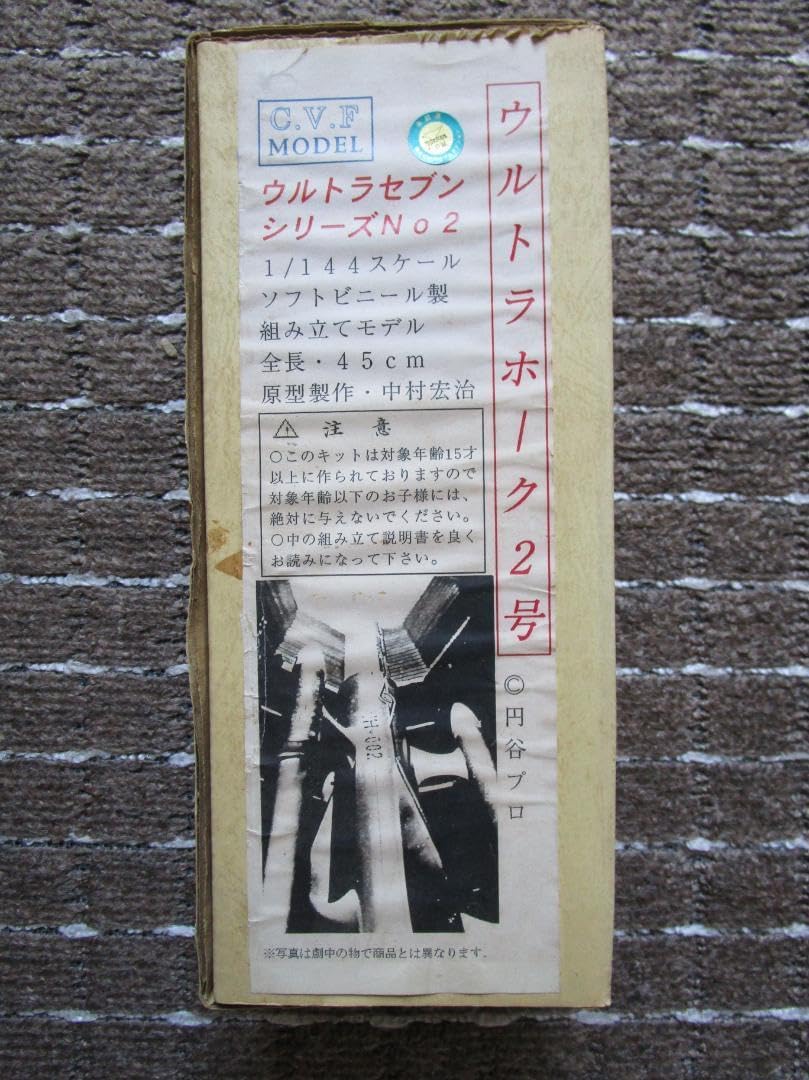 C.V.F
MODEL
ウルトラセブン
シリーズNo2
1/144スケール
ソフトビニール製
組み立てモデル
全長・45cm
原型製作・中村宏治
ウルトラホーク2号
©円谷プロ
注意
○このキットは対象年齢15才
以上に作られておりますので
対象年齢以下のお子様には、
絶対に与えないでください。
○中の組み立て説明書を良く
お読みになって下さい。
※写真は劇中の物で商品とは異なります.